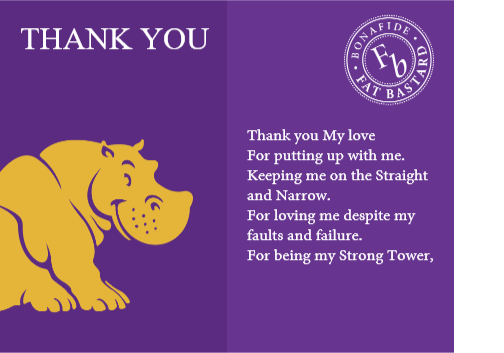 THANK YOU
BONAFIDE
Fb
FAT BASTARD
Thank you My love
For putting up with me.
Keeping me on the Straight
and Narrow.
For loving me despite my
faults and failure.
For being my Strong Tower,